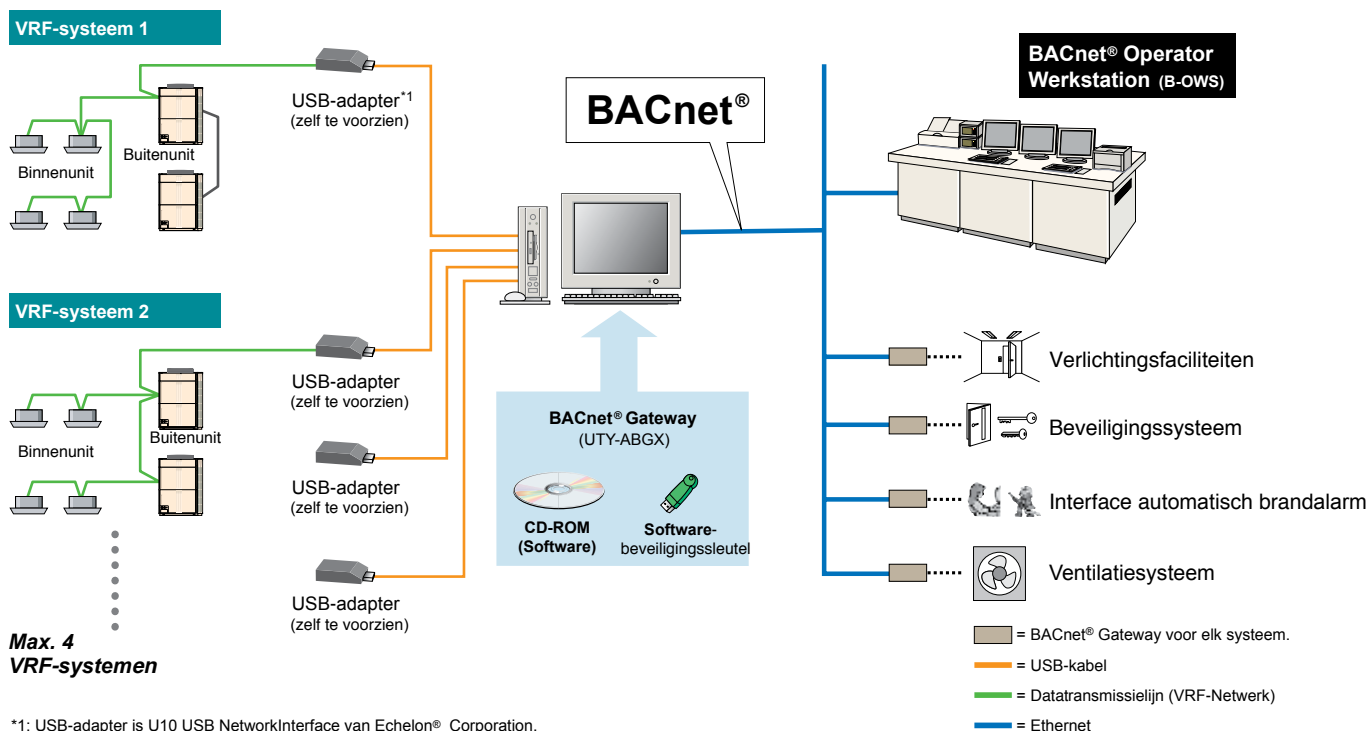 VRF-systeem 1
USB-adapter*1
(zelf te voorzien)
Buitenunit
Binnenunit
BACnet®
BACnet® Operator
Werkstation (B-OWS)
VRF-systeem 2
USB-adapter
(zelf te voorzien)
Buitenunit
Binnenunit
USB-adapter
(zelf te voorzien)
USB-adapter
(zelf te voorzien)
Max. 4
VRF-systemen
BACnet® Gateway
(UTY-ABGX)
CD-ROM
(Software)
Software-
beveiligingssleutel
Verlichtingsfaciliteiten
Beveiligingssysteem
Interface automatisch brandalarm
Ventilatiesysteem
= BACnet® Gateway voor elk systeem.
= USB-kabel
= Datatransmissielijn (VRF-Netwerk)
= Ethernet
*1: USB-adapter is U10 USB NetworkInterface van Echelon® Corporation.